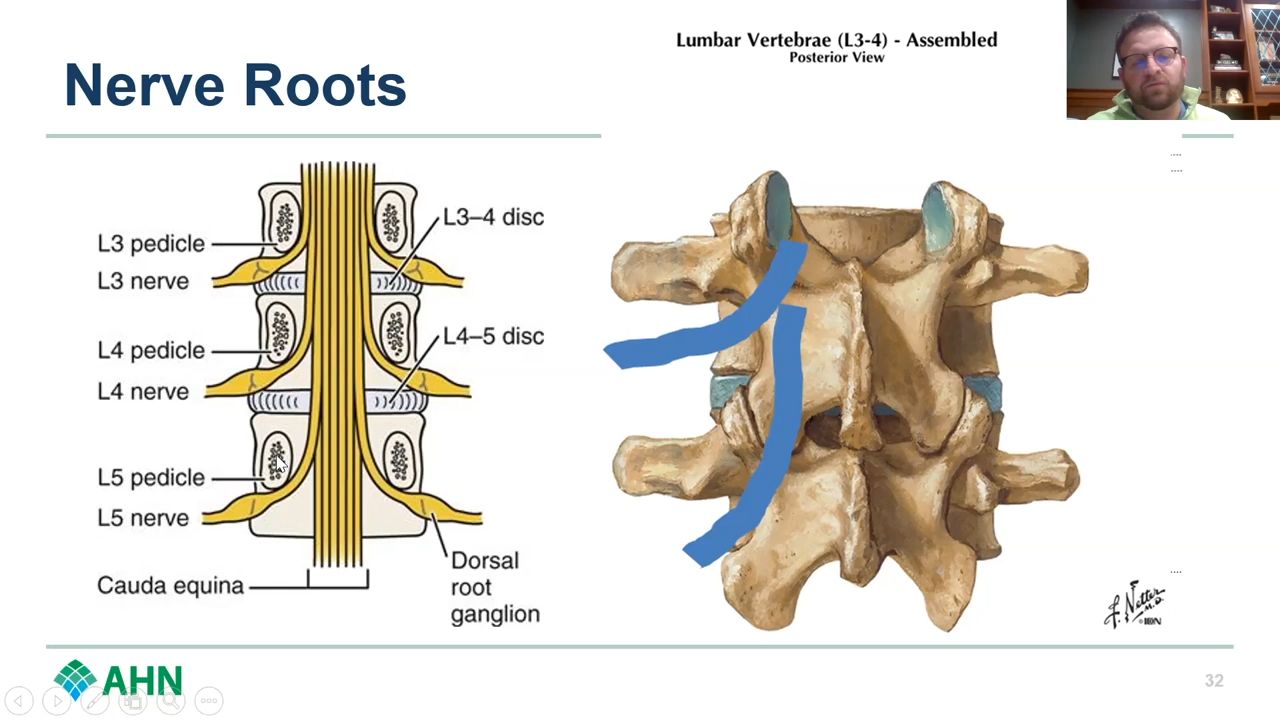 Nerve Roots
Lumbar Vertebrae (L3-4) - Assembled
Posterior View
L3–4 disc
L3 pedicle
L3 nerve
L4–5 disc
L4 pedicle
L4 nerve
L5 pedicle
L5 nerve
Dorsal
root
ganglion
Cauda equina
F. Netter
M.D.
AHN
32